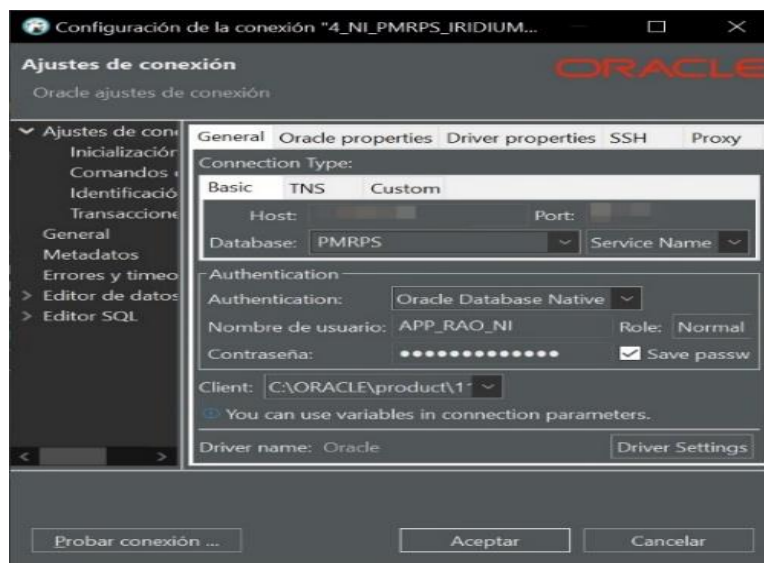 Configuración de la conexión "4_NI_PMRPS_IRIDIUM...
Ajustes de conexión
ORACLE
Oracle ajustes de conexión
Ajustes de con
Inicialización
Comandos
Identificació
Transaccione
General
Metadatos
Errores y timeo
Editor de datos
Editor SQL
General Oracle properties Driver properties SSH Proxy
Connection Type:
Basic TNS Custom
Host: Port:
Database: PMRPS Service Name
Authentication
Authentication: Oracle Database Native
Nombre de usuario: APP_RAO_NI Role: Normal
Contraseña: ••••••••••••• Save passw
Client: C:\ORACLE\product\1
You can use variables in connection parameters.
Driver name: Oracle Driver Settings
Probar conexión ... Aceptar Cancelar